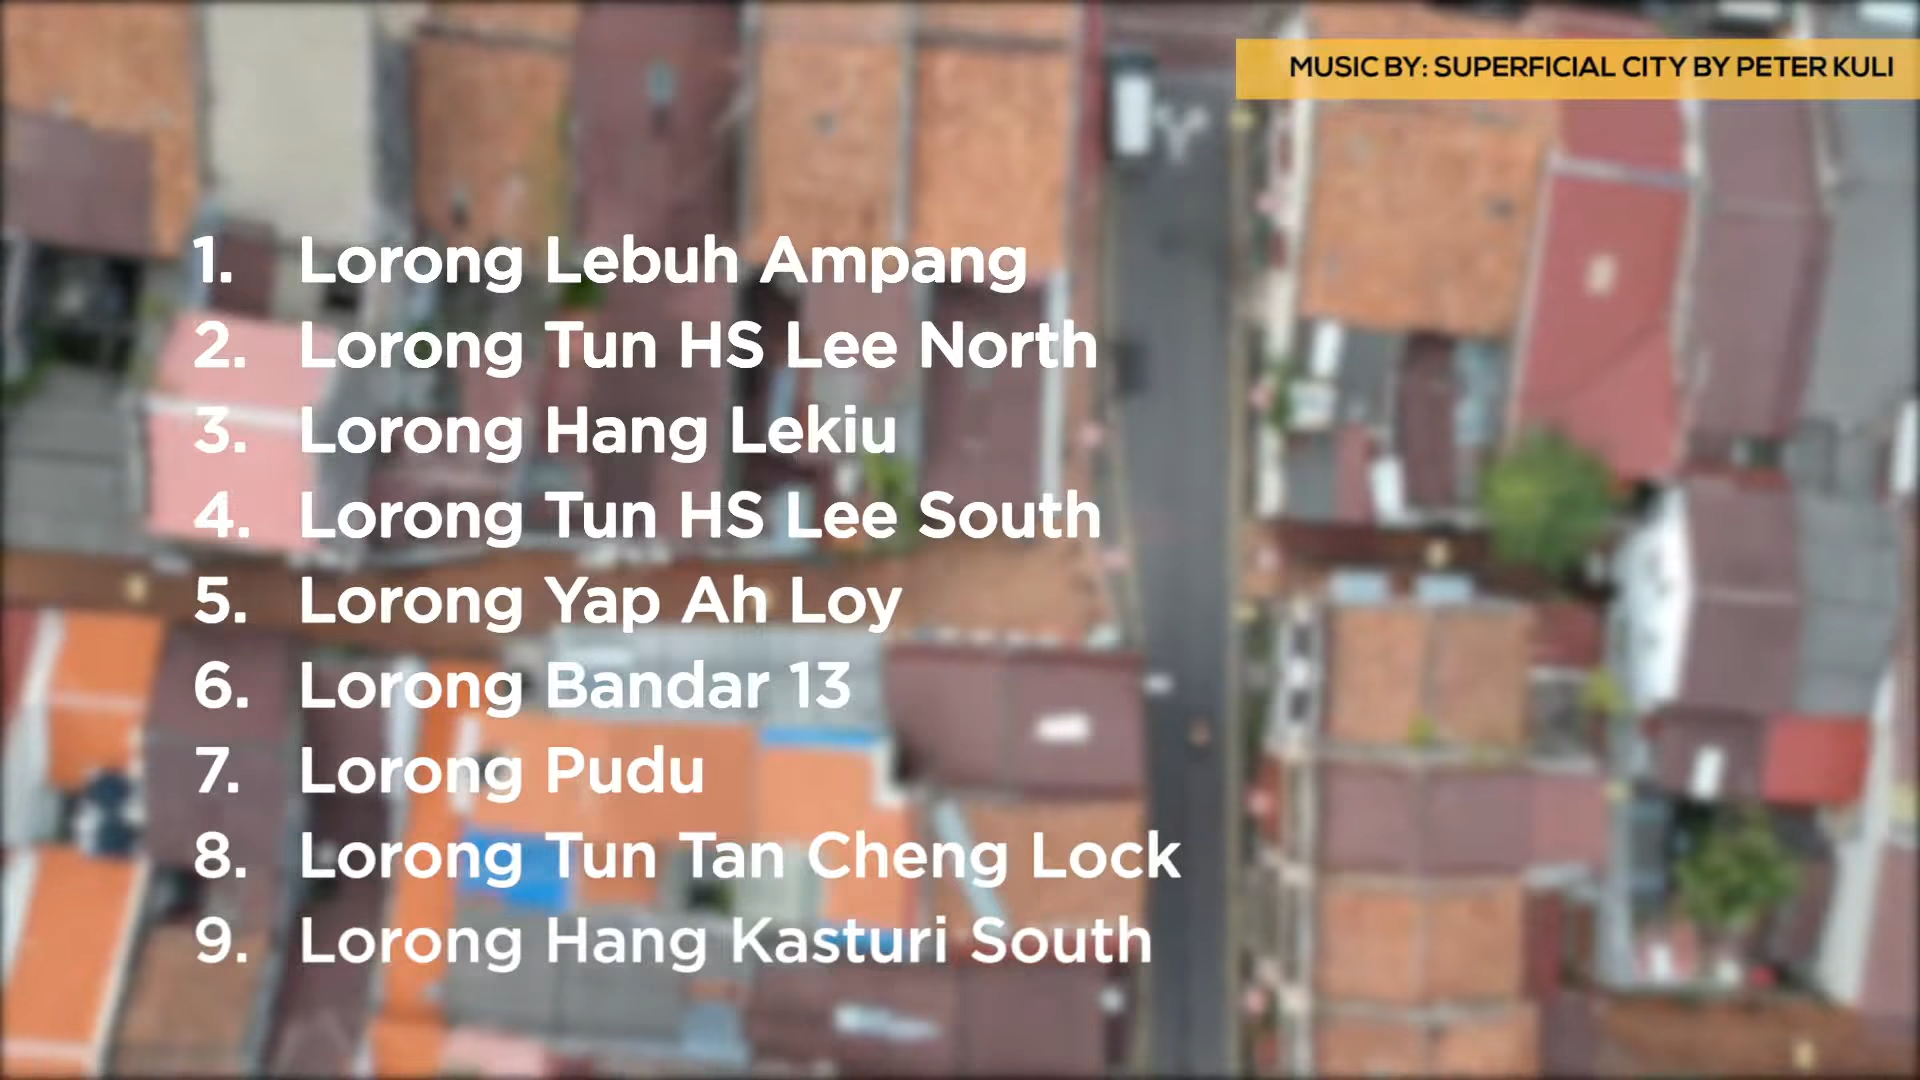 MUSIC BY: SUPERFICIAL CITY BY PETER KULI
1. Lorong Lebuh Ampang
2. Lorong Tun HS Lee North
3. Lorong Hang Lekiu
4. Lorong Tun HS Lee South
5. Lorong Yap Ah Loy
6. Lorong Bandar 13
7. Lorong Pudu
8. Lorong Tun Tan Cheng Lock
9. Lorong Hang Kasturi South